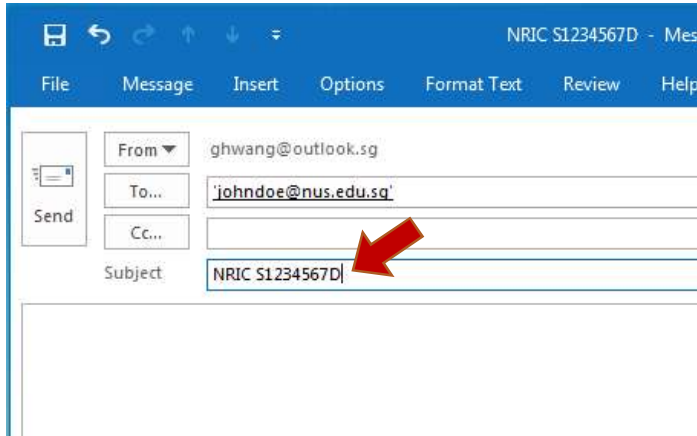 NRIC S1234567D - Mes
File Message Insert Options Format Text Review Help
From ghwang@outlook.sg
To... 'johndoe@nus.edu.sg'
Send
Cc...
Subject NRIC S1234567D